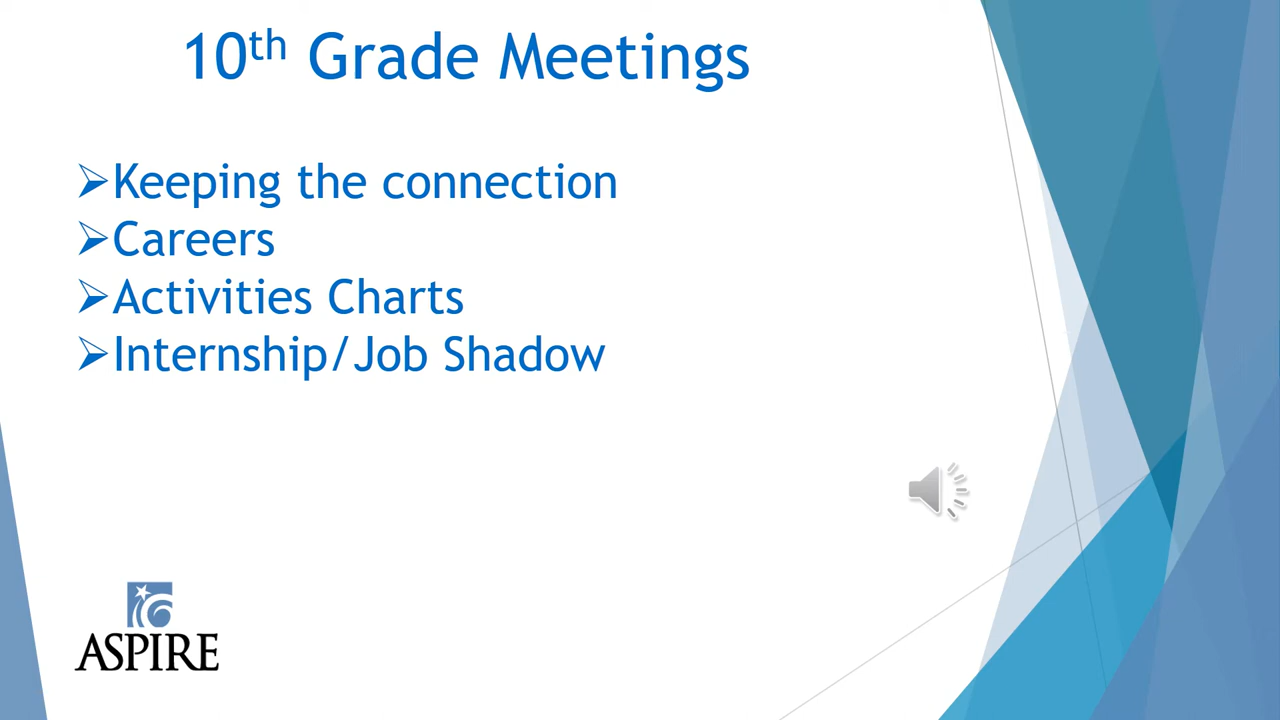 10th Grade Meetings
➢Keeping the connection
➢Careers
➢Activities Charts
➢Internship/Job Shadow
ASPIRE